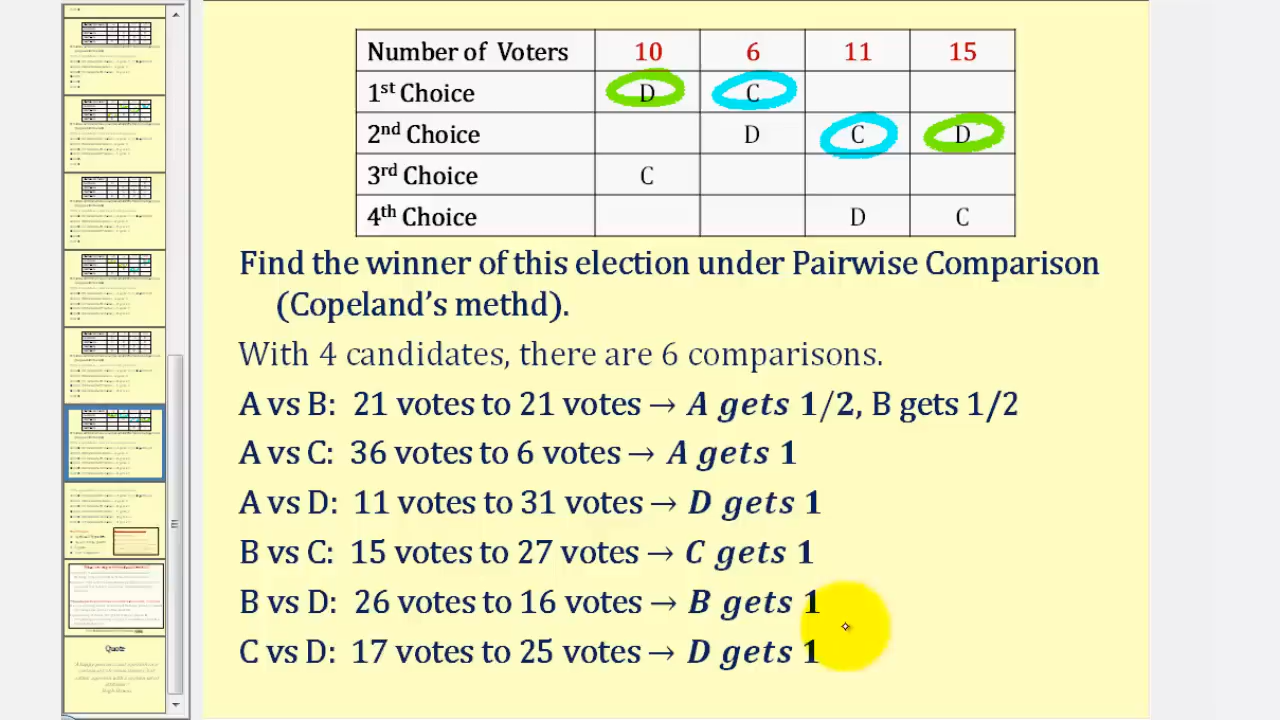 Number of Voters 10 6 11 15
1st Choice D C
2nd Choice D C D
3rd Choice C
4th Choice D C
Find the winner of this election under Pairwise Comparison
(Copeland's methd).
With 4 candidates, there are 6 comparisons.
A vs B: 21 votes to 21 votes → A gets 1/2, B gets 1/2
A vs C: 36 votes to 6 votes → A gets 1
A vs D: 11 votes to 31 votes → D gets 1
B vs C: 15 votes to 27 votes → C gets 1
B vs D: 26 votes to 16 votes → B gets 1
C vs D: 17 votes to 25 votes → D gets 1
Quote